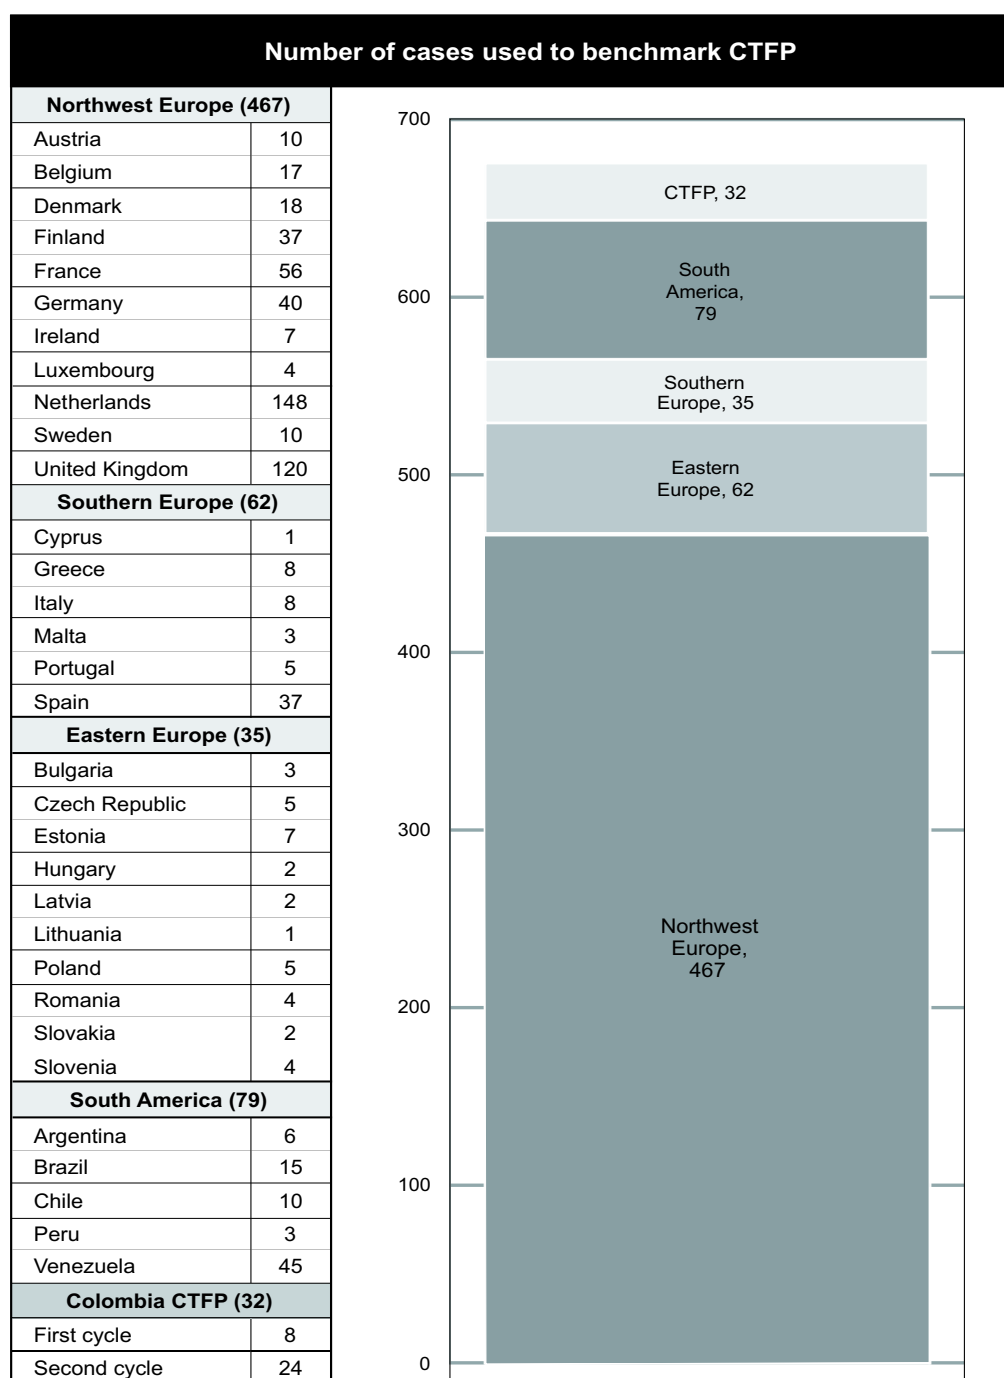 Number of cases used to benchmark CTFP
Northwest Europe (467)
Austria 10
Belgium 17
Denmark 18
Finland 37
France 56
Germany 40
Ireland 7
Luxembourg 4
Netherlands 148
Sweden 10
United Kingdom 120
Southern Europe (62)
Cyprus 1
Greece 8
Italy 8
Malta 3
Portugal 5
Spain 37
Eastern Europe (35)
Bulgaria 3
Czech Republic 5
Estonia 7
Hungary 2
Latvia 2
Lithuania 1
Poland 5
Romania 4
Slovakia 2
Slovenia 4
South America (79)
Argentina 6
Brazil 15
Chile 10
Peru 3
Venezuela 45
Colombia CTFP (32)
First cycle 8
Second cycle 24
700
600
500
400
300
200
100
0
CTFP, 32
South
America,
79
Southern
Europe, 35
Eastern
Europe, 62
Northwest
Europe,
467